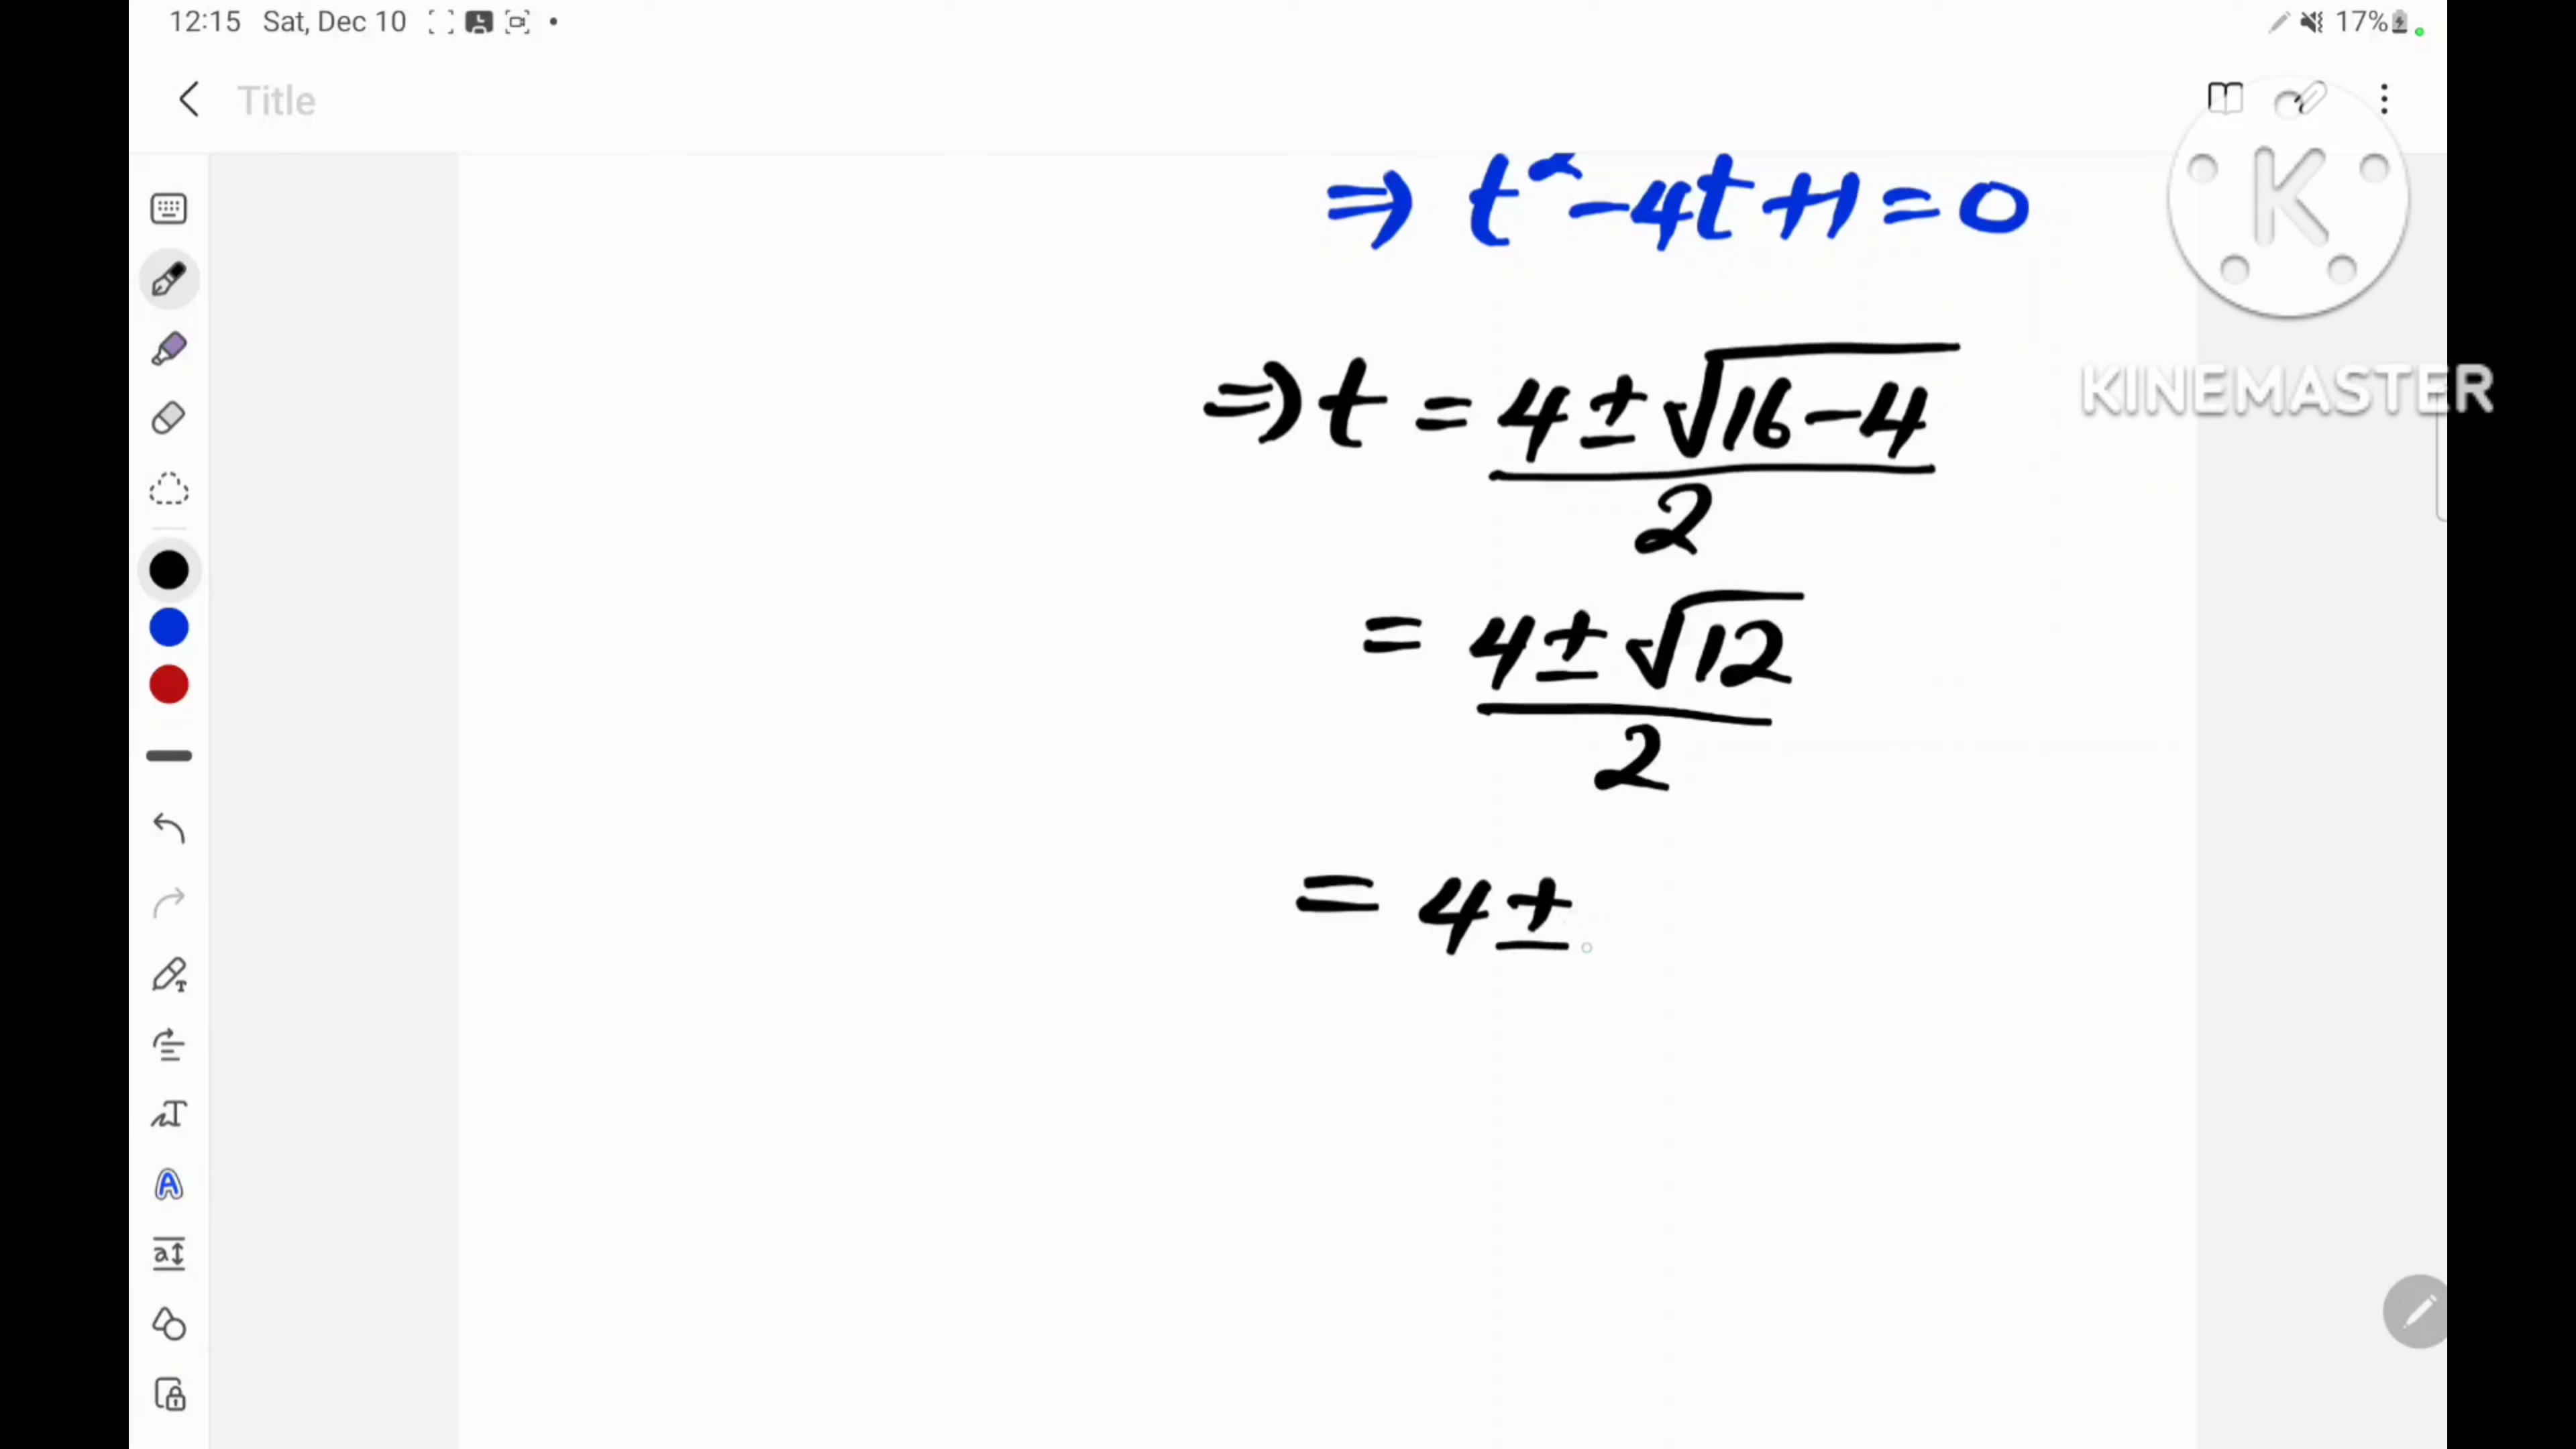 12:15 Sat, Dec 10
17%
Title
⇒ t² - 4t + 1 = 0
⇒ t = 4 ± √16 - 4
2
= 4 ± √12
2
= 4 ±
K
KINEMASTER
T
T
A
a